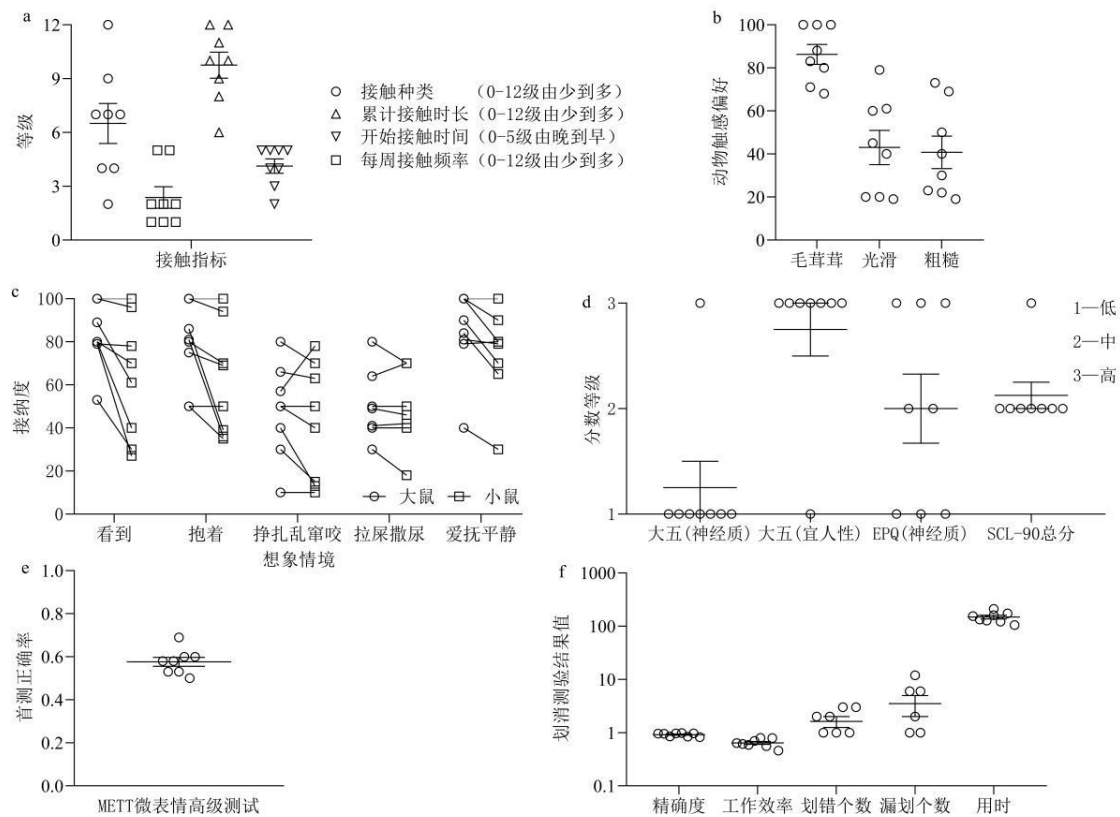 a
12
9
6
3
0
等级
接触指标
接触种类 (0-12级由少到多)
累计接触时长 (0-12级由少到多)
开始接触时间 (0-5级由晚到早)
每周接触频率 (0-12级由少到多)
b
100
80
60
40
20
0
动物触感偏好
毛茸茸 光滑 粗糙
c
100
80
60
40
20
0
接纳度
大鼠 小鼠
看到 抱着 挣扎乱窜咬 拉屎撒尿 爱抚平静
想象情境
d
3
2
1
分数等级
1—低
2—中
3—高
大五(神经质) 大五(宜人性) EPQ(神经质) SCL-90总分
e
1.0
0.8
0.6
0.4
0.2
0.0
首测正确率
METT微表情高级测试
f
1000
100
10
1
0.1
划消测验结果值
精确度 工作效率 划错个数 漏划个数 用时